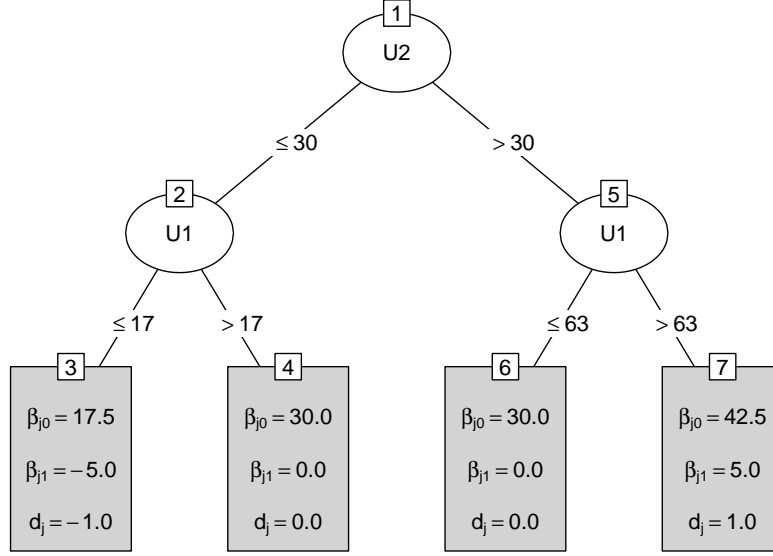 1
U2
≤ 30
> 30
2
U1
5
U1
≤ 17
> 17
≤ 63
> 63
3
βj0 = 17.5
βj1 = −5.0
dj = −1.0
4
βj0 = 30.0
βj1 = 0.0
dj = 0.0
6
βj0 = 30.0
βj1 = 0.0
dj = 0.0
7
βj0 = 42.5
βj1 = 5.0
dj = 1.0